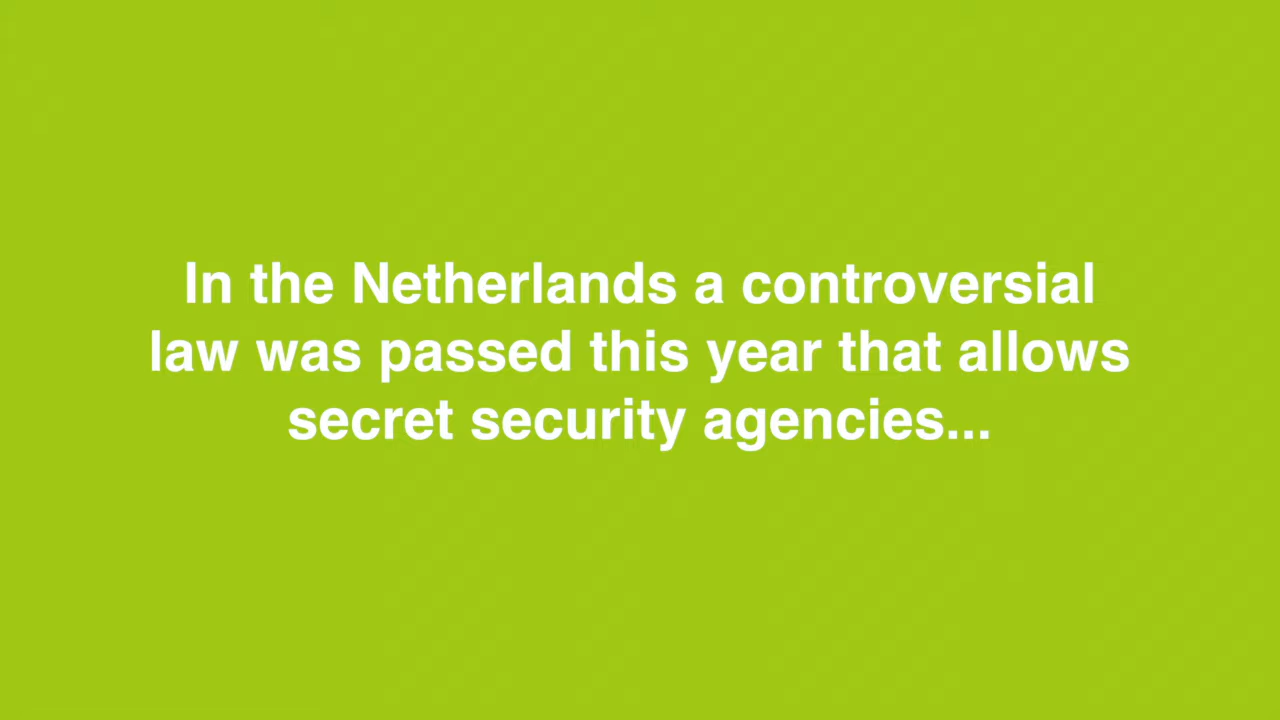 In the Netherlands a controversial
law was passed this year that allows
secret security agencies...